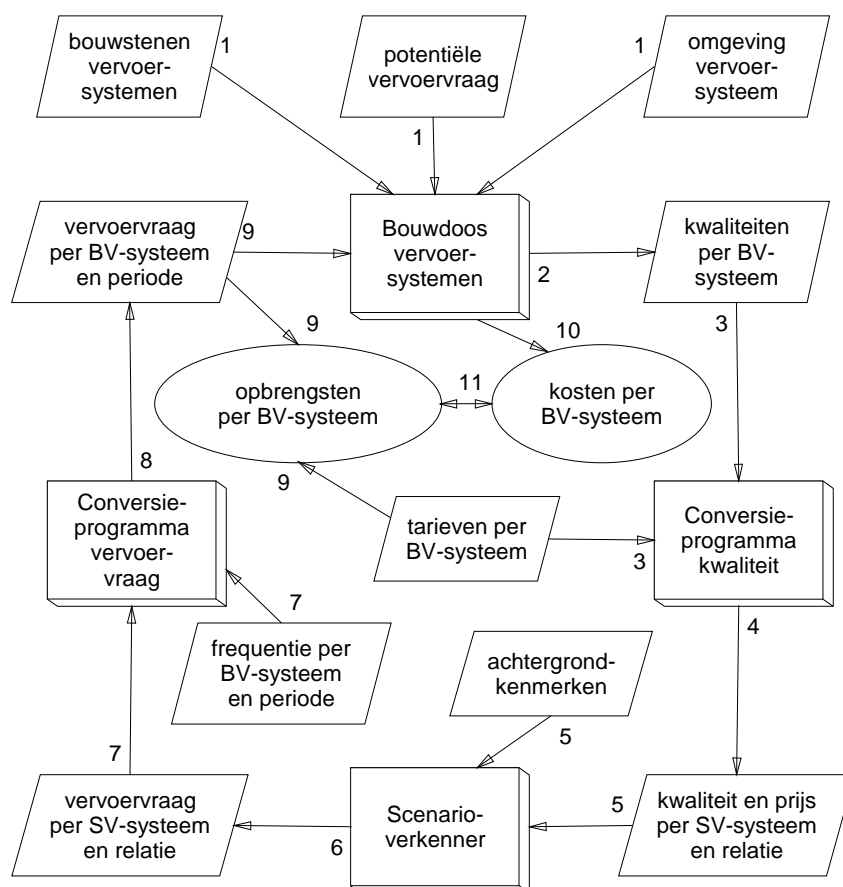 bouwstenen
vervoer-
systemen
1
potentiële
vervoervraag
1
omgeving
vervoer-
systeem
1
vervoervraag
per BV-systeem
en periode
9
Bouwdoos
vervoer-
systemen
2
kwaliteiten
per BV-
systeem
3
9
10
opbrengsten
per BV-systeem
11
kosten per
BV-systeem
8
9
Conversie-
programma
vervoer-
vraag
tarieven per
BV-systeem
3
Conversie-
programma
kwaliteit
4
7
frequentie per
BV-systeem
en periode
achtergrond-
kenmerken
5
7
vervoervraag
per SV-systeem
en relatie
6
Scenario-
verkenner
5
kwaliteit en prijs
per SV-systeem
en relatie